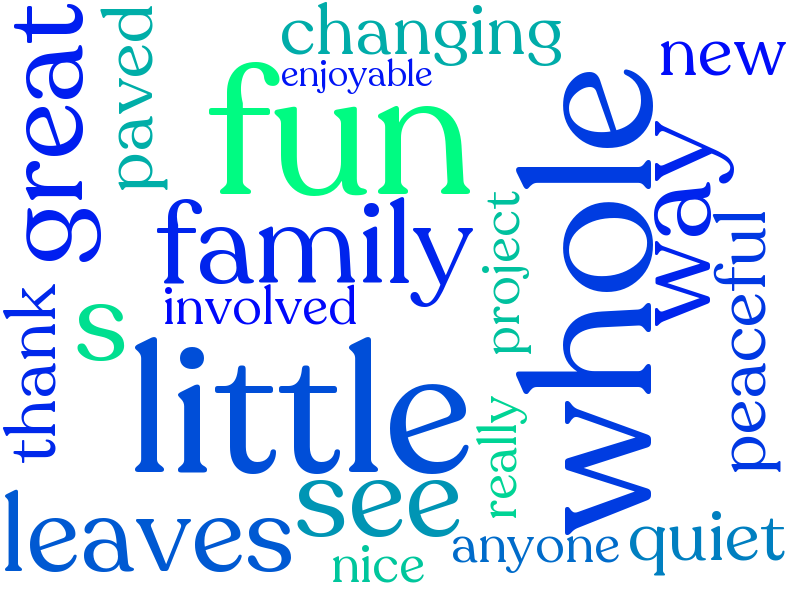 changing
new
great
paved
enjoyable
fun
whole
way
family
project
peaceful
involved
thank
s
little
really
see
leaves
quiet
anyone
nice